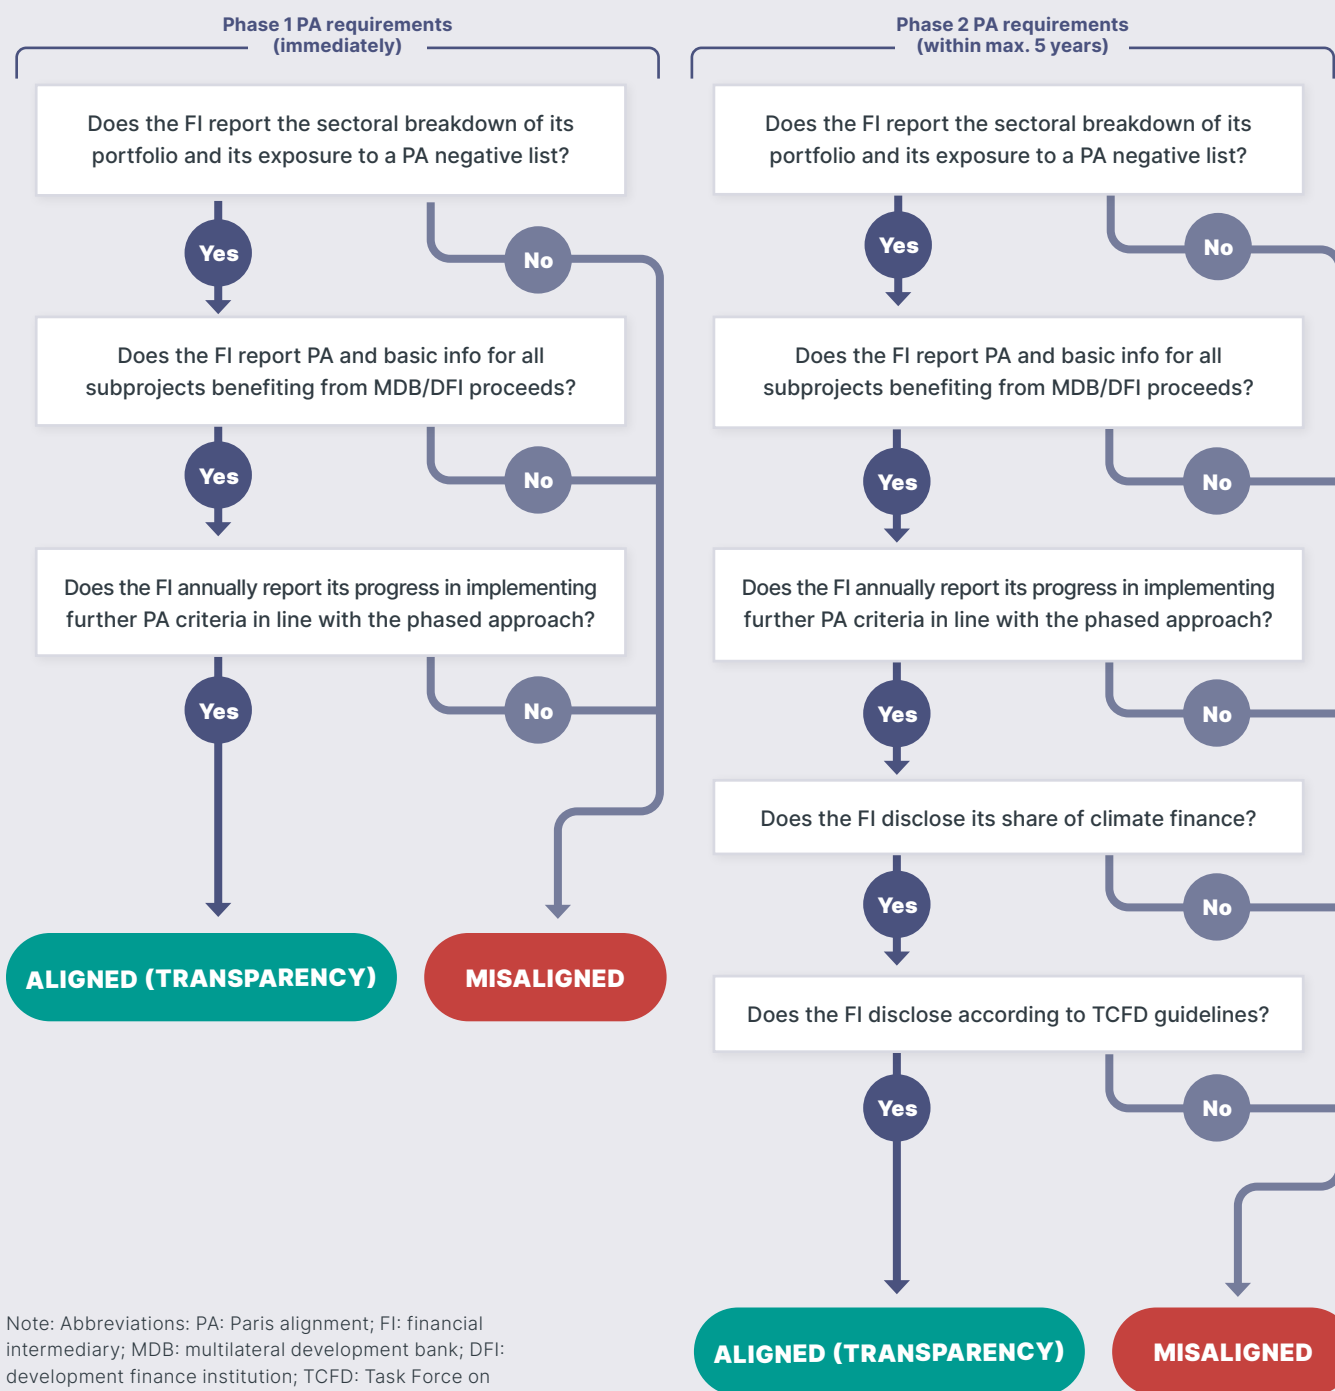 Phase 1 PA requirements
(immediately)
Does the FI report the sectoral breakdown of its
portfolio and its exposure to a PA negative list?
Yes
No
Does the FI report PA and basic info for all
subprojects benefiting from MDB/DFI proceeds?
Yes
No
Does the FI annually report its progress in implementing
further PA criteria in line with the phased approach?
Yes
No
ALIGNED (TRANSPARENCY)
MISALIGNED
Phase 2 PA requirements
(within max. 5 years)
Does the FI report the sectoral breakdown of its
portfolio and its exposure to a PA negative list?
Yes
No
Does the FI report PA and basic info for all
subprojects benefiting from MDB/DFI proceeds?
Yes
No
Does the FI annually report its progress in implementing
further PA criteria in line with the phased approach?
Yes
No
Does the FI disclose its share of climate finance?
Yes
No
Does the FI disclose according to TCFD guidelines?
Yes
No
ALIGNED (TRANSPARENCY)
MISALIGNED
Note: Abbreviations: PA: Paris alignment; FI: financial
intermediary; MDB: multilateral development bank; DFI:
development finance institution; TCFD: Task Force on